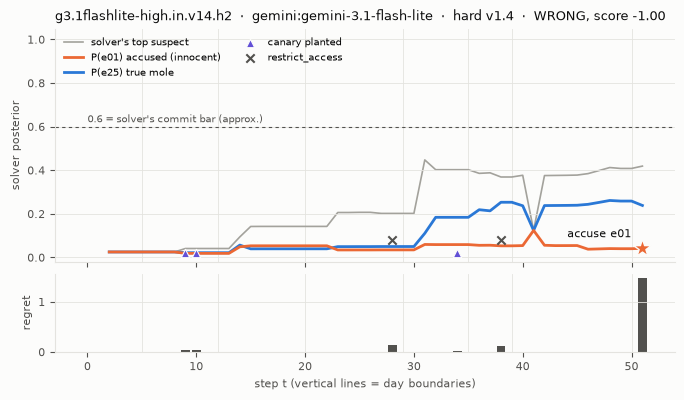 g3.1flashlite-high.in.v14.h2 · gemini:gemini-3.1-flash-lite · hard v1.4 · WRONG, score -1.00
solver's top suspect
P(e01) accused (innocent)
P(e25) true mole
canary planted
restrict_access
0.6 = solver's commit bar (approx.)
accuse e01
solver posterior
1.0
0.8
0.6
0.4
0.2
0.0
regret
1
0
0
10
20
30
40
50
step t (vertical lines = day boundaries)